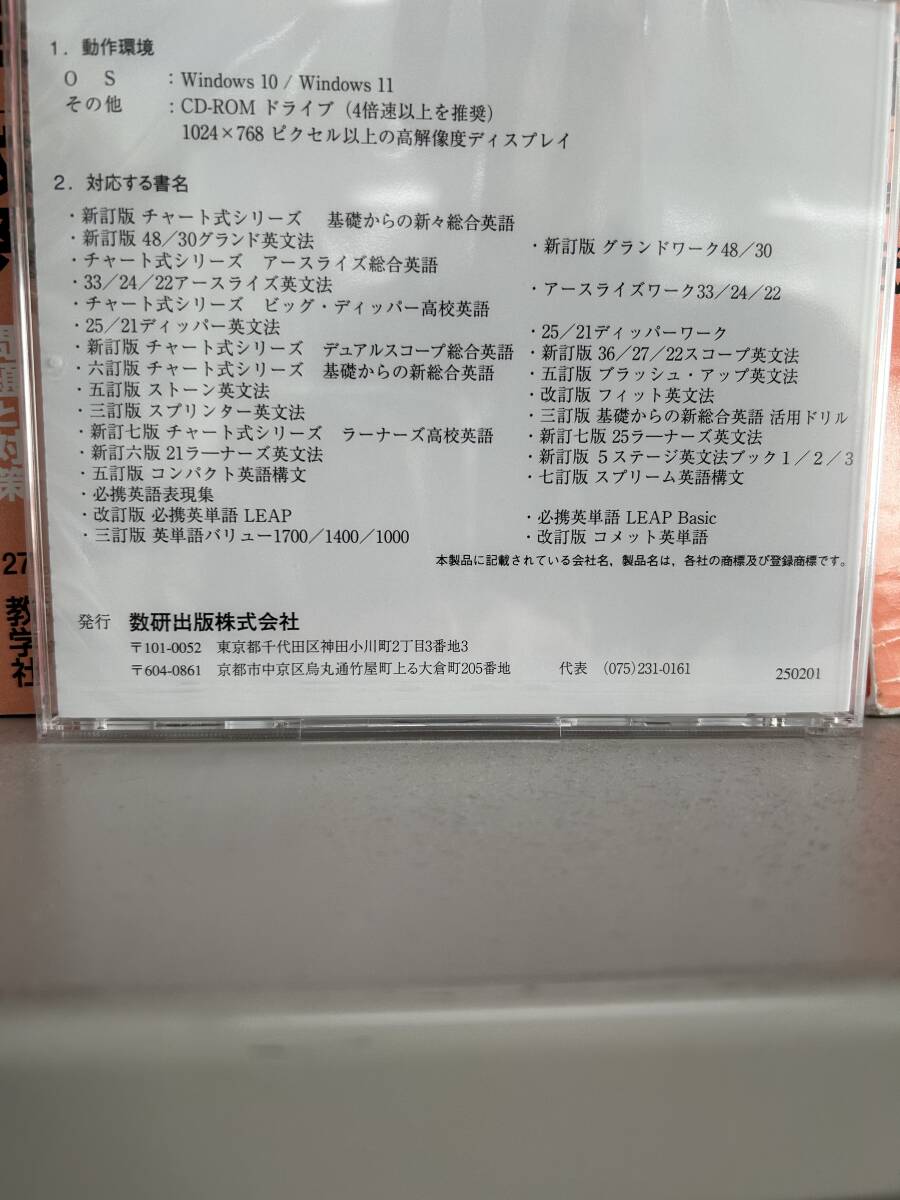 1．動作環境
O S ：Windows 10 / Windows 11
その他 ：CD-ROM ドライブ（4倍速以上を推奨）
1024×768 ピクセル以上の高解像度ディスプレイ
2．対応する書名
・新訂版 チャート式シリーズ 基礎からの新々総合英語
・新訂版 48／30グランド英文法 ・新訂版 グランドワーク48／30
・チャート式シリーズ アースライズ総合英語
・33／24／22アースライズ英文法 ・アースライズワーク33／24／22
・チャート式シリーズ ビッグ・ディッパー高校英語
・25／21ディッパー英文法 ・25／21ディッパーワーク
・新訂版 チャート式シリーズ デュアルスコープ総合英語 ・新訂版 36／27／22スコープ英文法
・六訂版 チャート式シリーズ 基礎からの新総合英語 ・五訂版 ブラッシュ・アップ英文法
・五訂版 ストーン英文法 ・改訂版 フィット英文法
・三訂版 スプリンター英文法 ・三訂版 基礎からの新総合英語 活用ドリル
・新訂七版 チャート式シリーズ ラーナーズ高校英語 ・新訂七版 25ラーナーズ英文法
・新訂六版 21ラーナーズ英文法 ・新訂版 5ステージ英文法ブック1／2／3
・五訂版 コンパクト英語構文 ・七訂版 スプリーム英語構文
・必携英語表現集
・改訂版 必携英単語 LEAP ・必携英単語 LEAP Basic
・三訂版 英単語バリュー1700／1400／1000 ・改訂版 コメット英単語
本製品に記載されている会社名，製品名は，各社の商標及び登録商標です。
発行 数研出版株式会社
〒101-0052 東京都千代田区神田小川町2丁目3番地3
〒604-0861 京都市中京区烏丸通竹屋町上る大倉町205番地 代表 (075)231-0161
250201
問題と対策
27
教学社